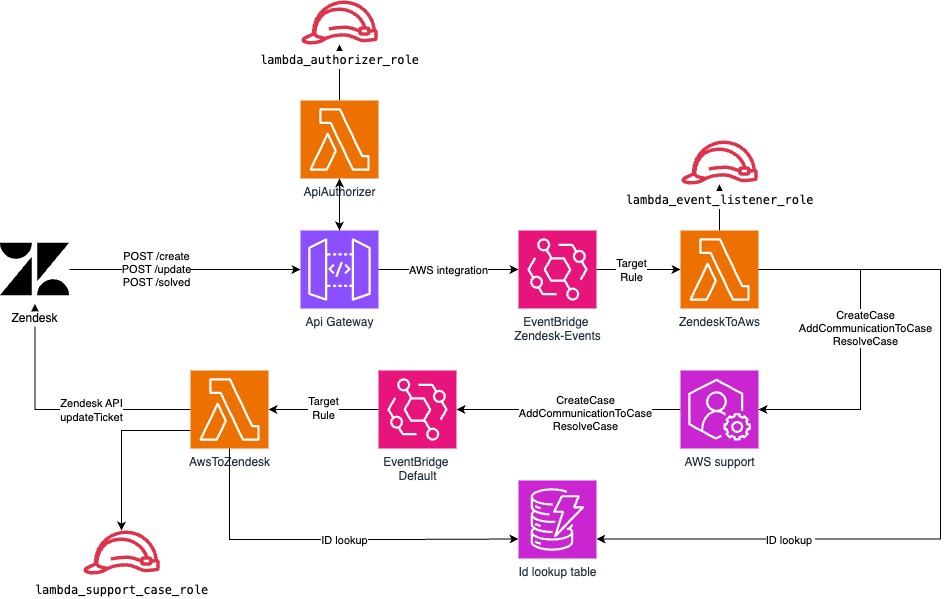 lambda_authorizer_role
ApiAuthorizer
lambda_event_listener_role
POST /create
POST /update
POST /solved
AWS integration
Target
Rule
Zendesk
Api Gateway
EventBridge
Zendesk-Events
ZendeskToAws
CreateCase
AddCommunicationToCase
ResolveCase
Zendesk API
updateTicket
Target
Rule
CreateCase
AddCommunicationToCase
ResolveCase
AwsToZendesk
EventBridge
Default
AWS support
ID lookup
ID lookup
Id lookup table
lambda_support_case_role